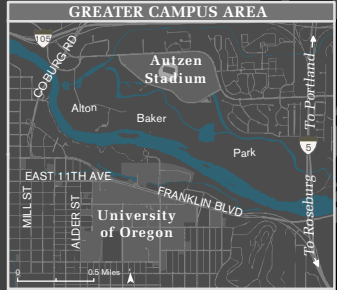 GREATER CAMPUS AREA
105
COBURG RD
Autzen
Stadium
To Portland
Alton
Baker
Park
5
EAST 11TH AVE
FRANKLIN BLVD
MILL ST
ALDER ST
University
of Oregon
To Roseburg
0
0.5 Miles